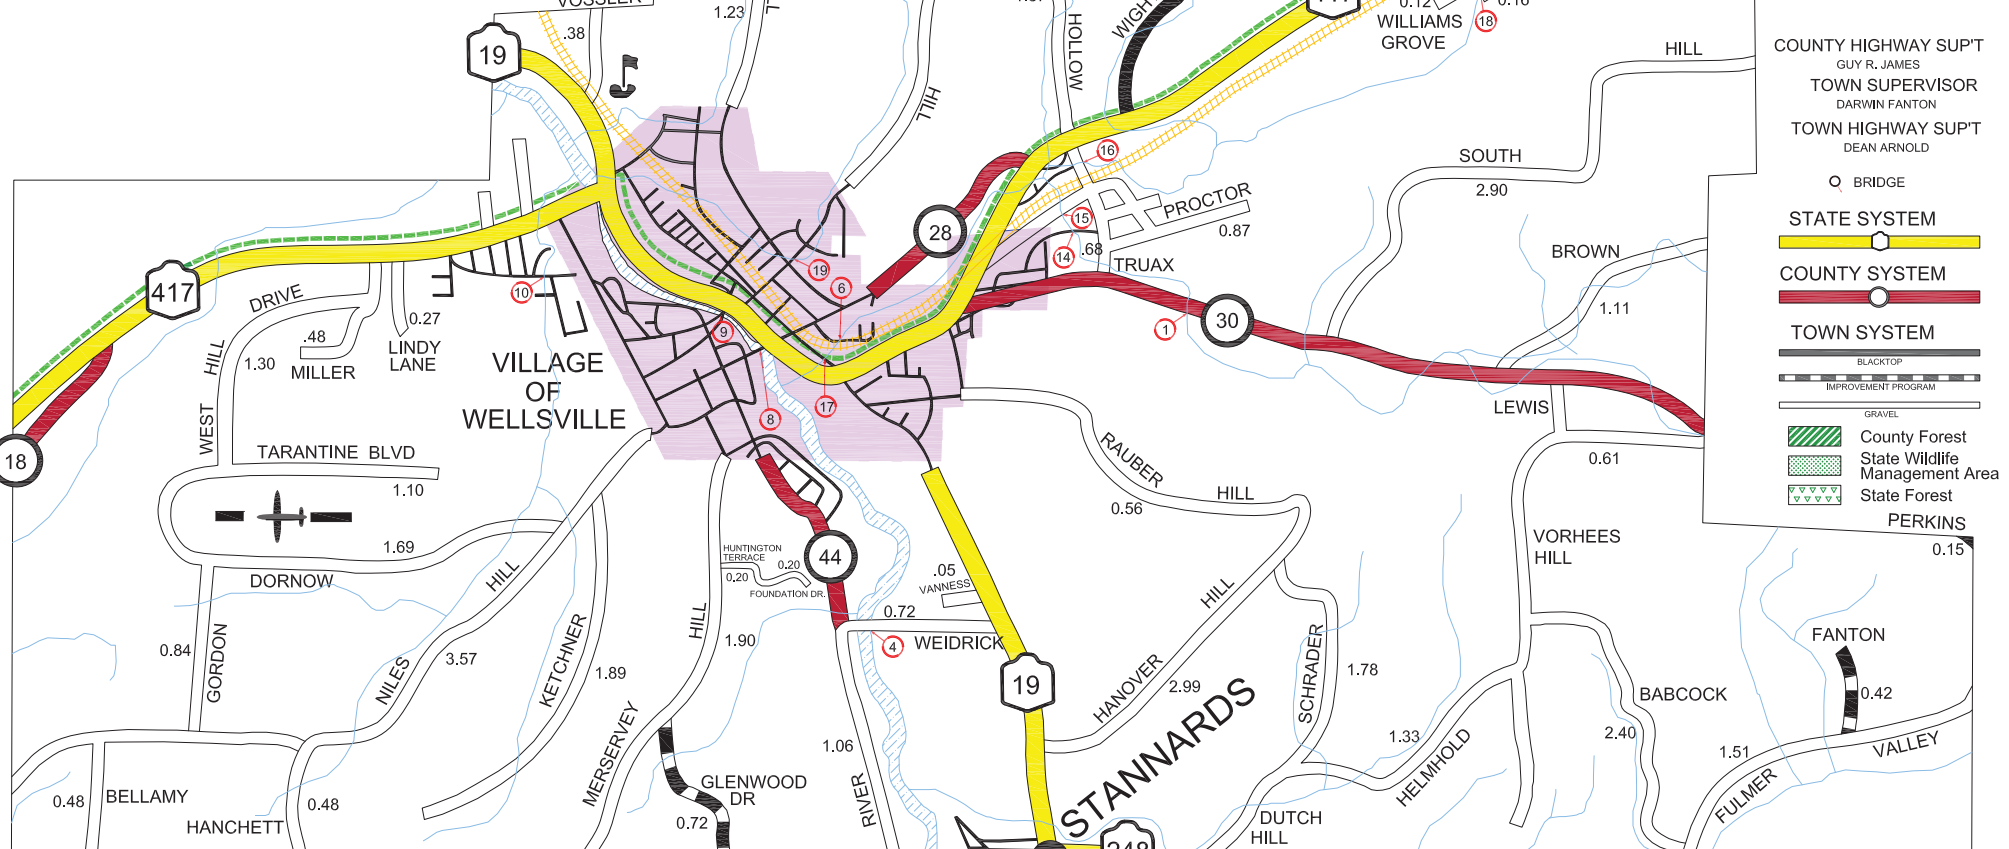 VOSSLER
.38
19
1.23
HOLLOW
HILL
0.12
0.16
WILLIAMS
GROVE
18
HILL
COUNTY HIGHWAY SUP'T
GUY R. JAMES
TOWN SUPERVISOR
DARWIN FANTON
TOWN HIGHWAY SUP'T
DEAN ARNOLD
BRIDGE
STATE SYSTEM
COUNTY SYSTEM
TOWN SYSTEM
BLACKTOP
IMPROVEMENT PROGRAM
GRAVEL
County Forest
State Wildlife
Management Area
State Forest
PERKINS
0.15
16
SOUTH
2.90
PROCTOR
0.87
15
14
.68
TRUAX
28
19
6
BROWN
1.11
1
30
417
DRIVE
HILL
WEST
.48
1.30
MILLER
0.27
LINDY
LANE
10
9
8
17
VILLAGE
OF
WELLSVILLE
LEWIS
0.61
18
TARANTINE BLVD
1.10
RAUBER
HILL
0.56
1.69
DORNOW
HILL
HUNTINGTON
TERRACE
0.20
0.20
FOUNDATION DR.
44
.05
VANNESS
0.72
WEIDRICK
4
VORHEES
HILL
HILL
HANOVER
2.99
SCHRADER
1.78
FANTON
0.42
0.84
GORDON
NILES
3.57
KETCHNER
1.89
HILL
1.90
MERSERVEY
1.06
RIVER
19
STANNARDS
BABCOCK
2.40
1.33
HELMHOLD
1.51
FULMER
VALLEY
0.48
BELLAMY
HANCHETT
0.48
GLENWOOD
DR
0.72
DUTCH
HILL